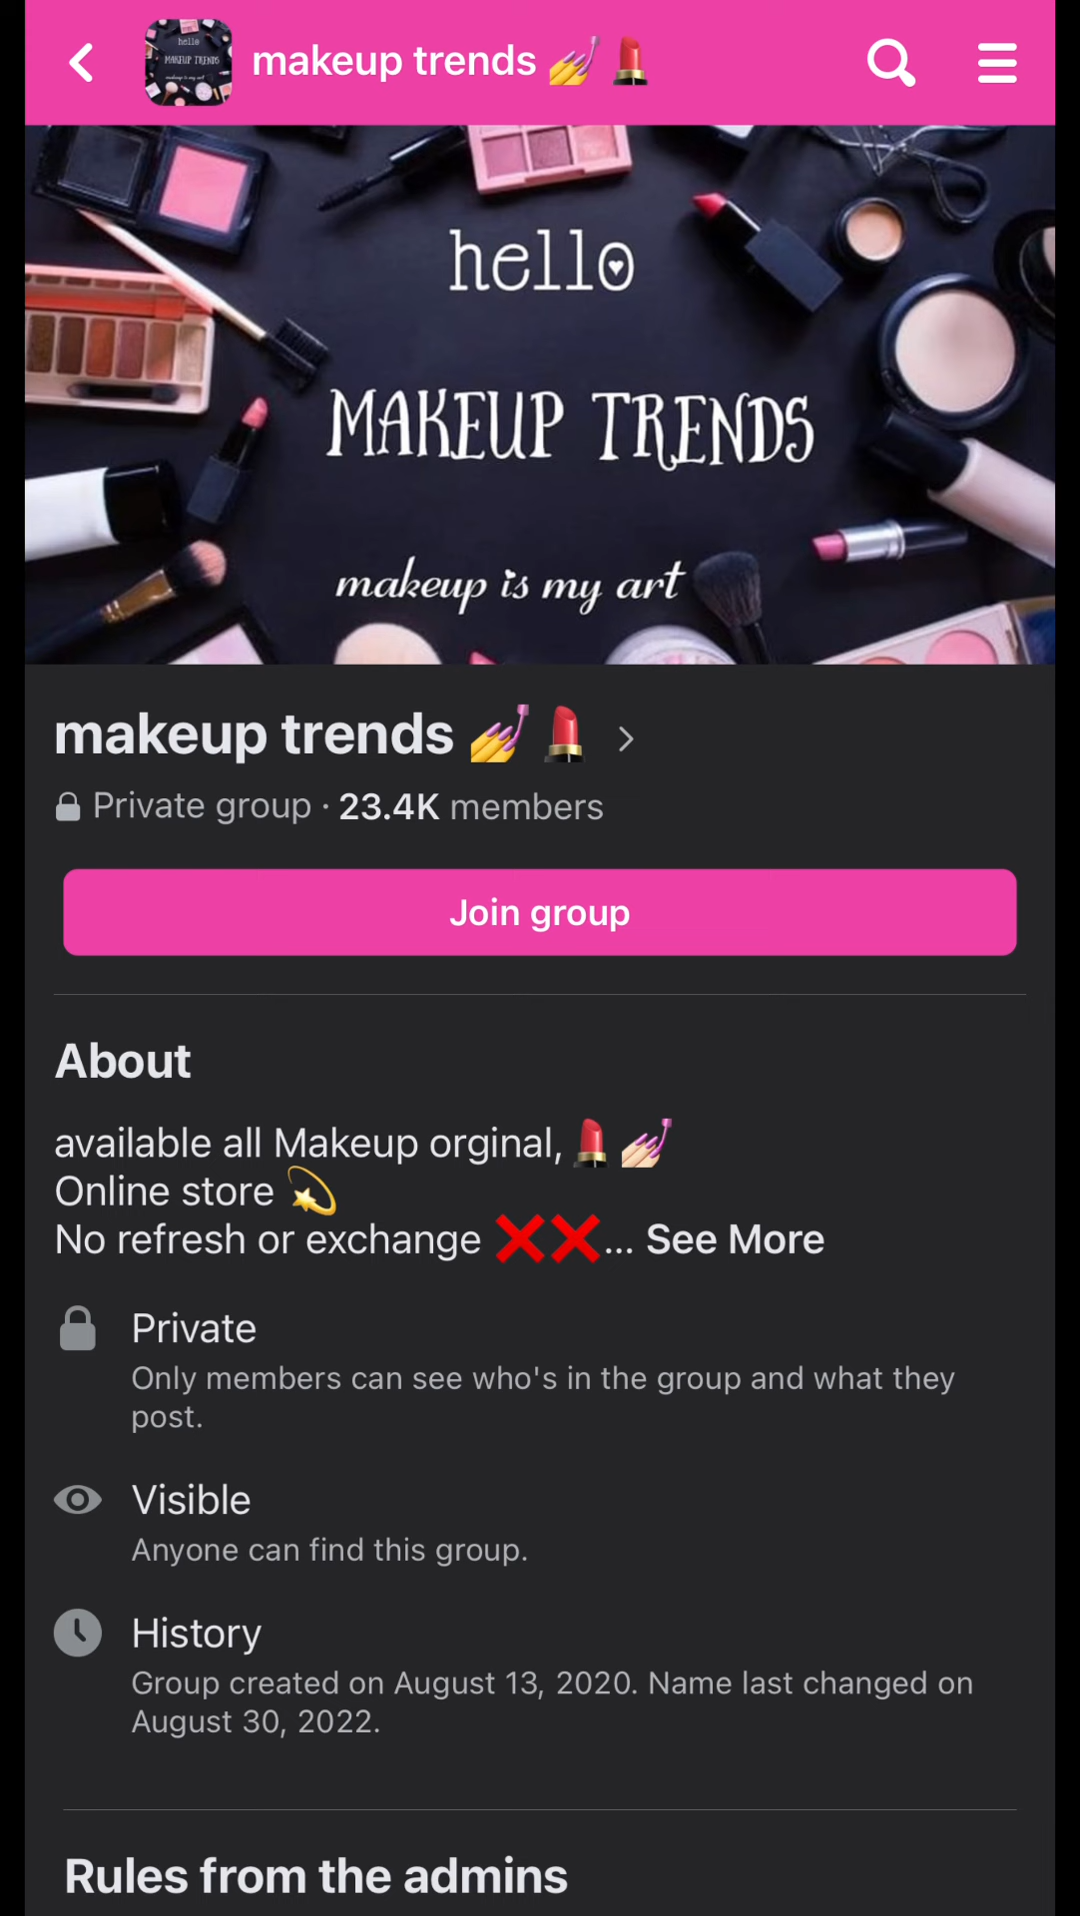 makeup trends 💅💄
hello
MAKEUP TRENDS
makeup is my art
makeup trends 💅💄
Private group · 23.4K members
Join group
About
available all Makeup orginal,💄💅🏻
Online store 💫
No refresh or exchange ❌❌... See More
Private
Only members can see who's in the group and what they
post.
Visible
Anyone can find this group.
History
Group created on August 13, 2020. Name last changed on
August 30, 2022.
Rules from the admins